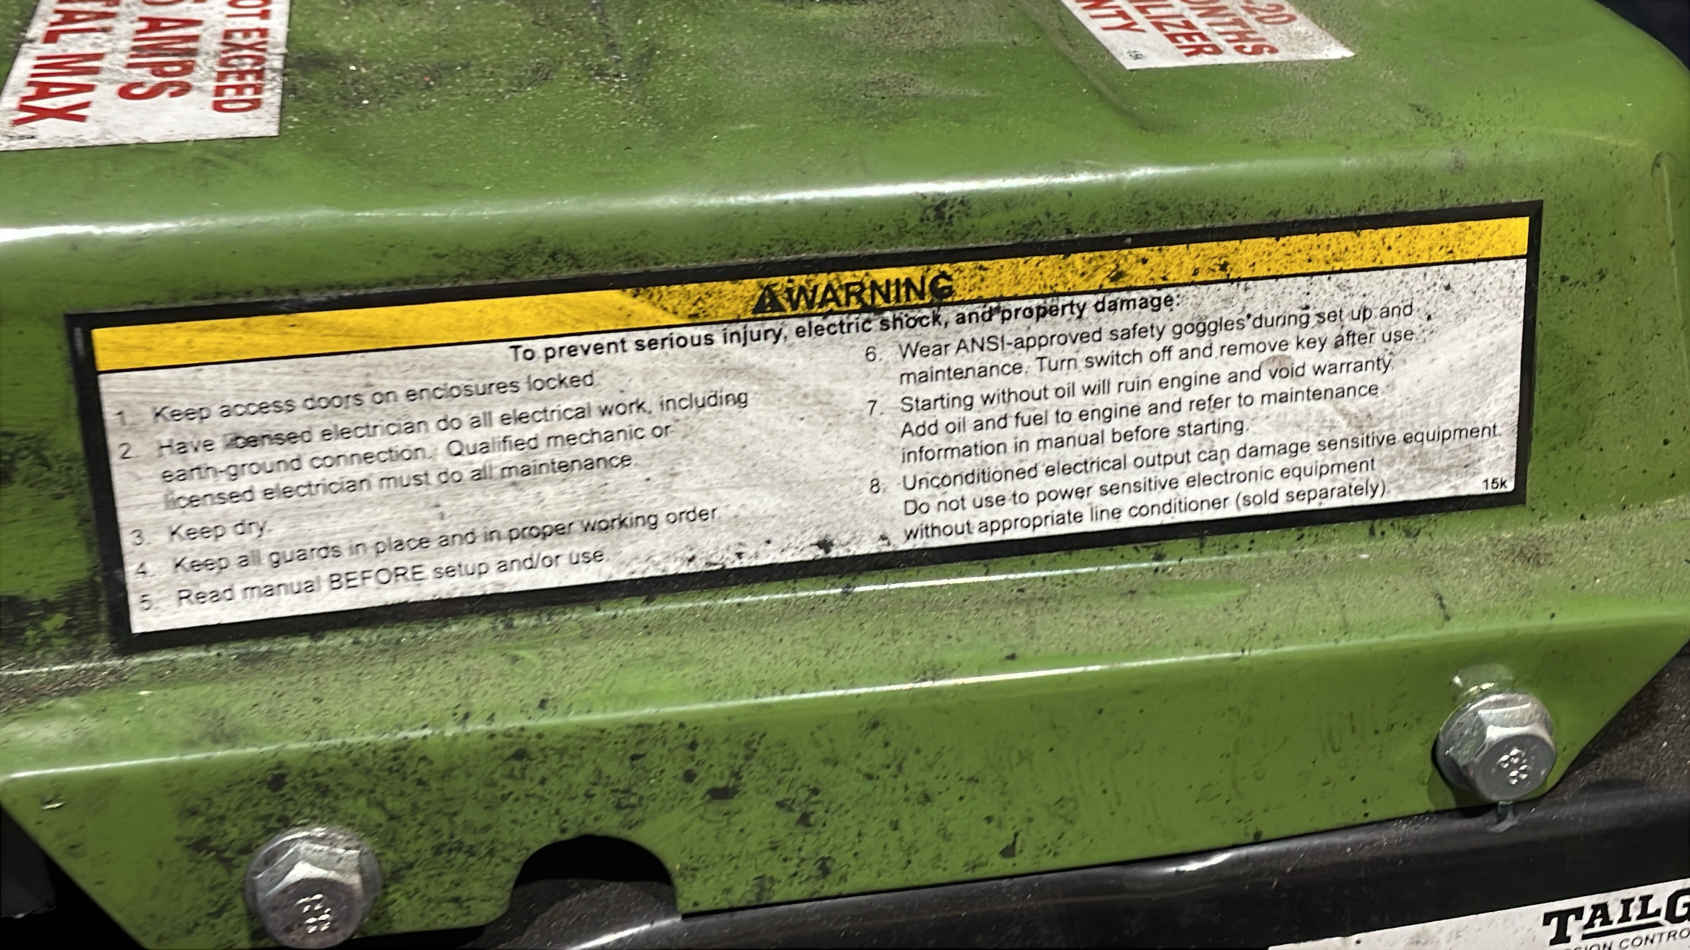 OT EXCEED
AMPS
TAL MAX
-20
ONTHS
LIZER
NTY
WARNING
To prevent serious injury, electric shock, and property damage:
1. Keep access doors on enclosures locked.
2. Have licensed electrician do all electrical work, including
earth-ground connection. Qualified mechanic or
licensed electrician must do all maintenance.
3. Keep dry.
4. Keep all guards in place and in proper working order.
5. Read manual BEFORE setup and/or use.
6. Wear ANSI-approved safety goggles during set up and
maintenance. Turn switch off and remove key after use.
7. Starting without oil will ruin engine and void warranty.
Add oil and fuel to engine and refer to maintenance
information in manual before starting.
8. Unconditioned electrical output can damage sensitive equipment.
Do not use to power sensitive electronic equipment
without appropriate line conditioner (sold separately).
15k
TAILG
SION CONTRO